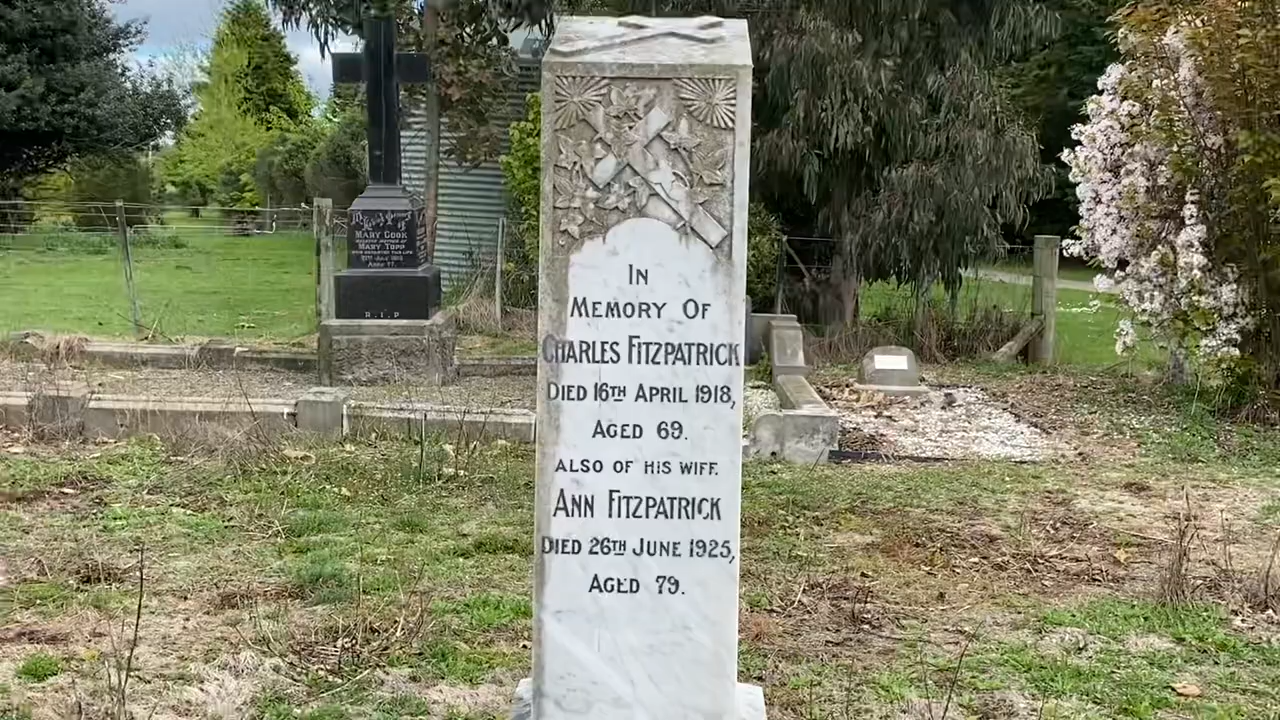 In
Memory Of
Charles Fitzpatrick
Died 16th April 1918,
Aged 69.
also of his wife.
Ann Fitzpatrick
Died 26th June 1925,
Aged 79.
Mary Cook
Mary Topp
R.I.P